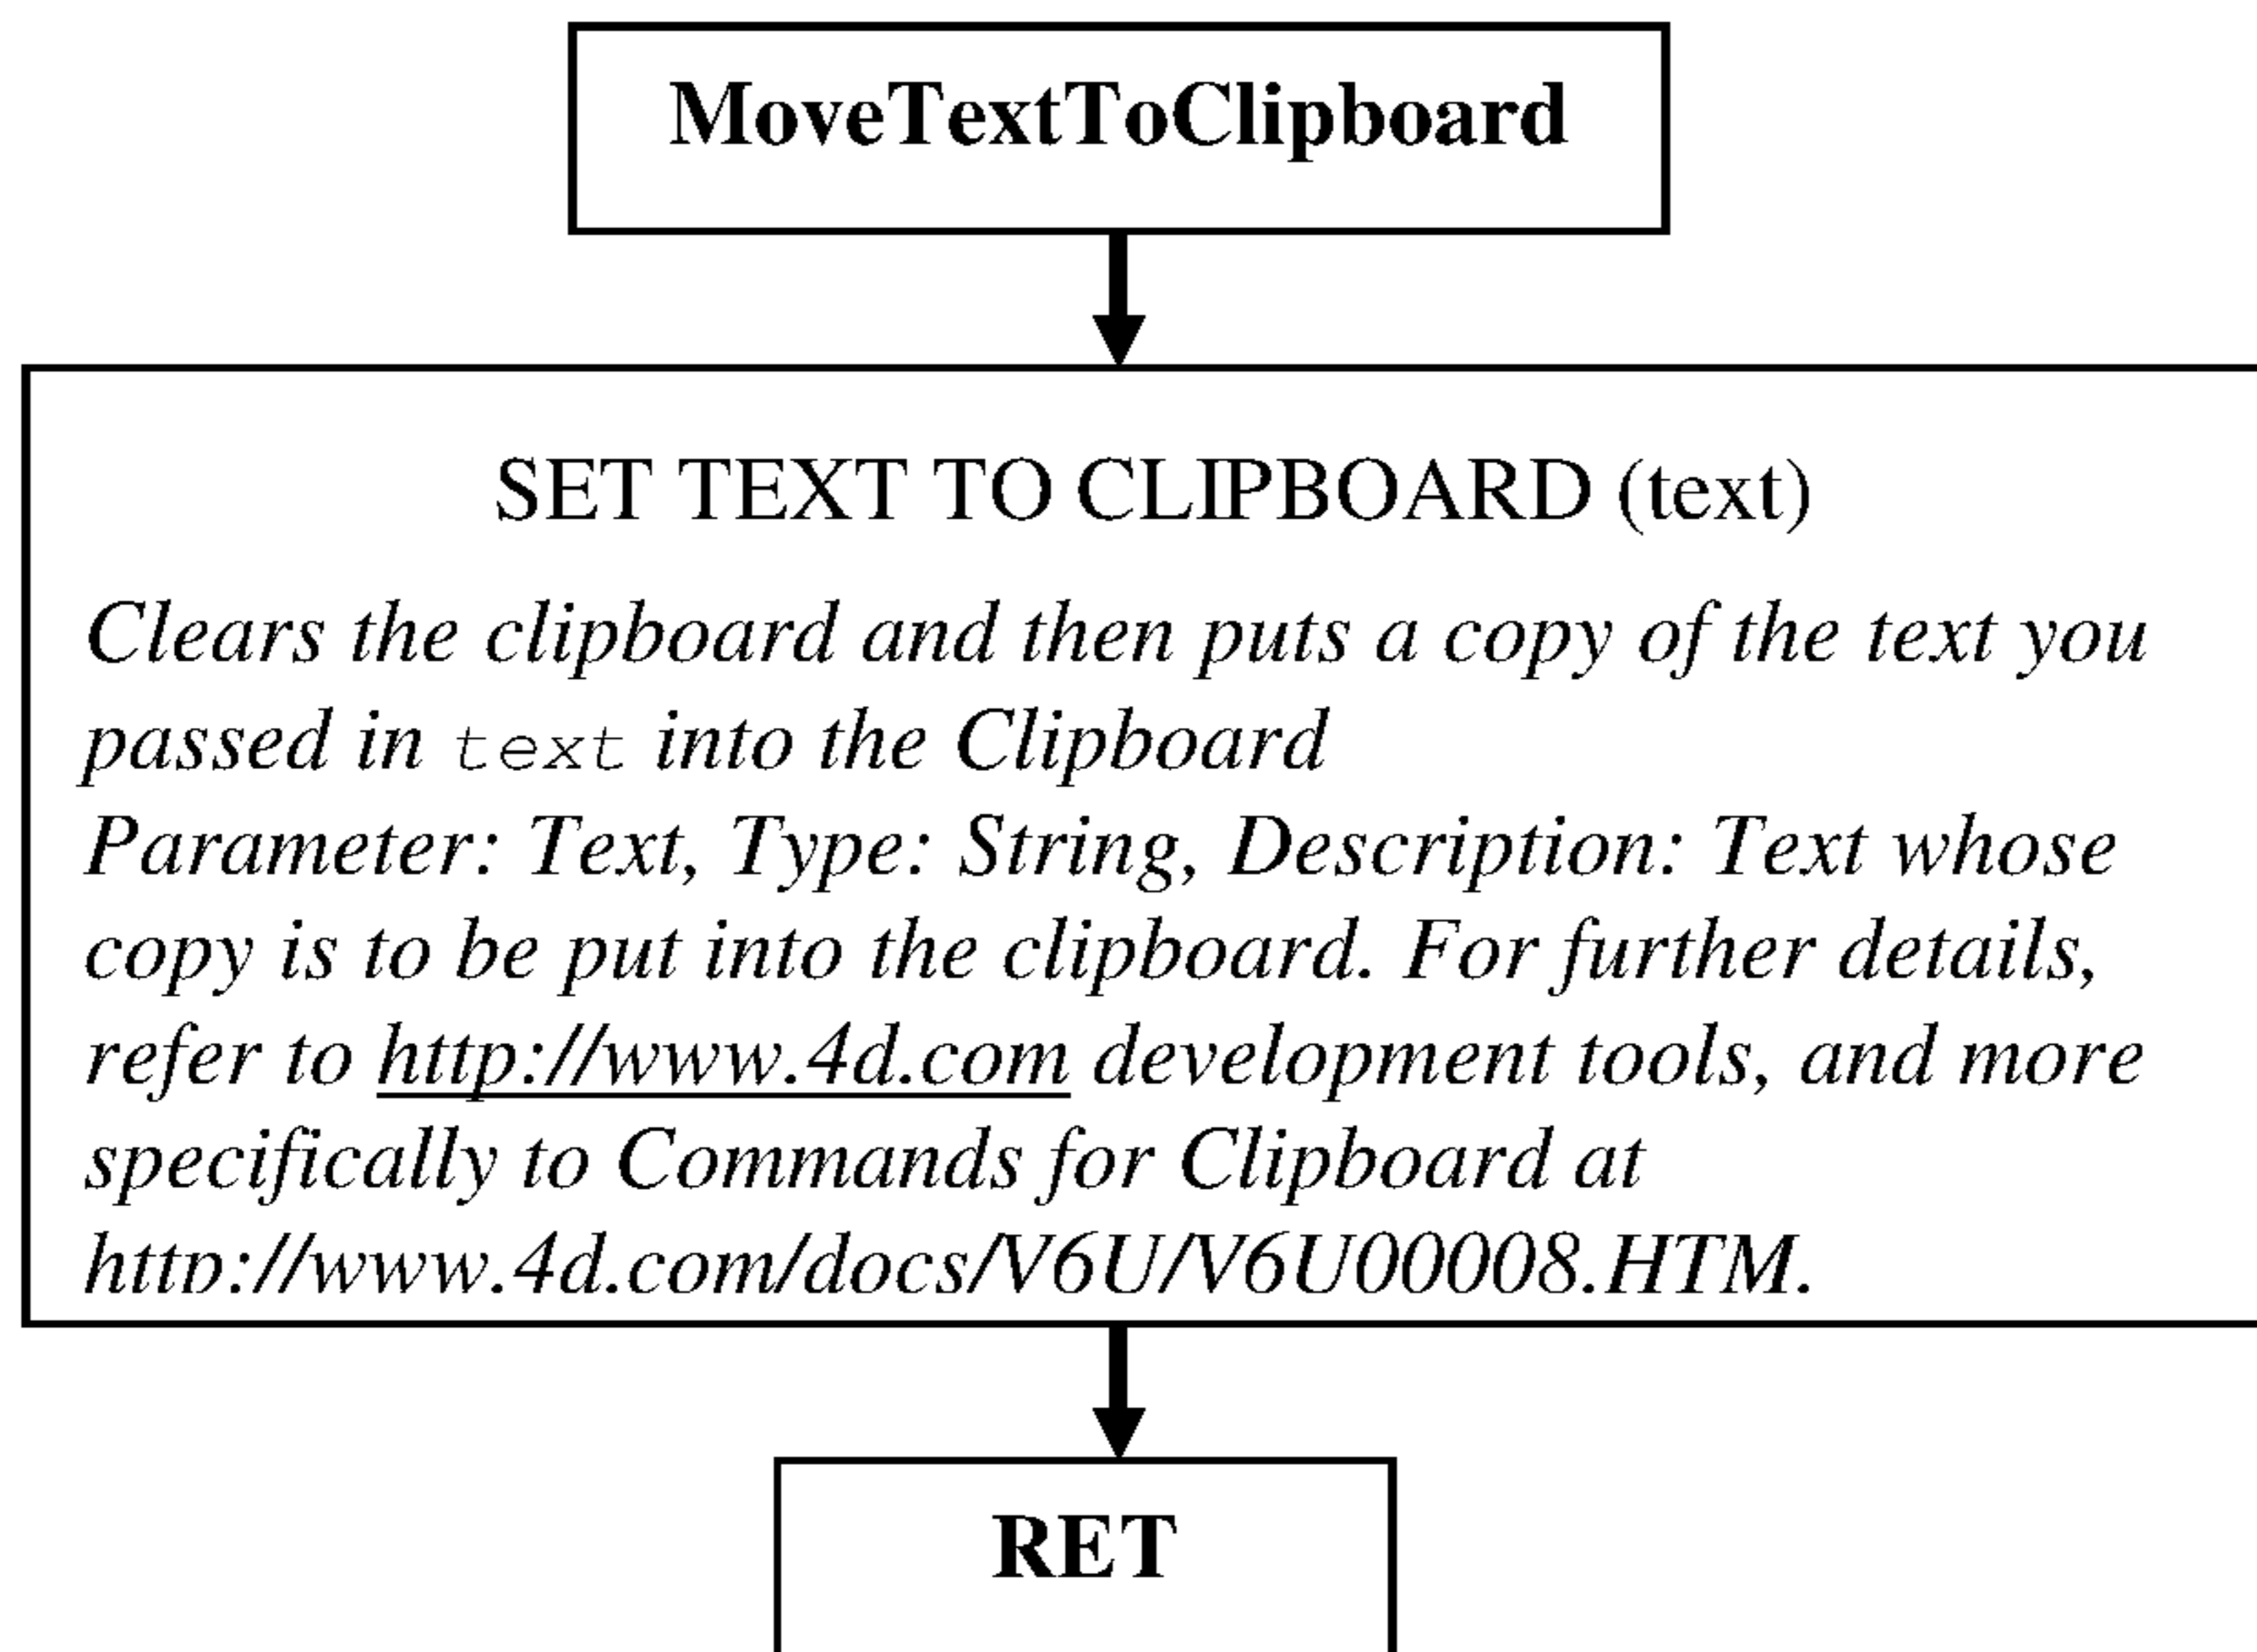 MoveTextToClipboard
SET TEXT TO CLIPBOARD (text)
Clears the clipboard and then puts a copy of the text you
passed in text into the Clipboard
Parameter: Text, Type: String, Description: Text whose
copy is to be put into the clipboard. For further details,
refer to http://www.4d.com development tools, and more
specifically to Commands for Clipboard at
http://www.4d.com/docs/V6U/V6U00008.HTM.
RET